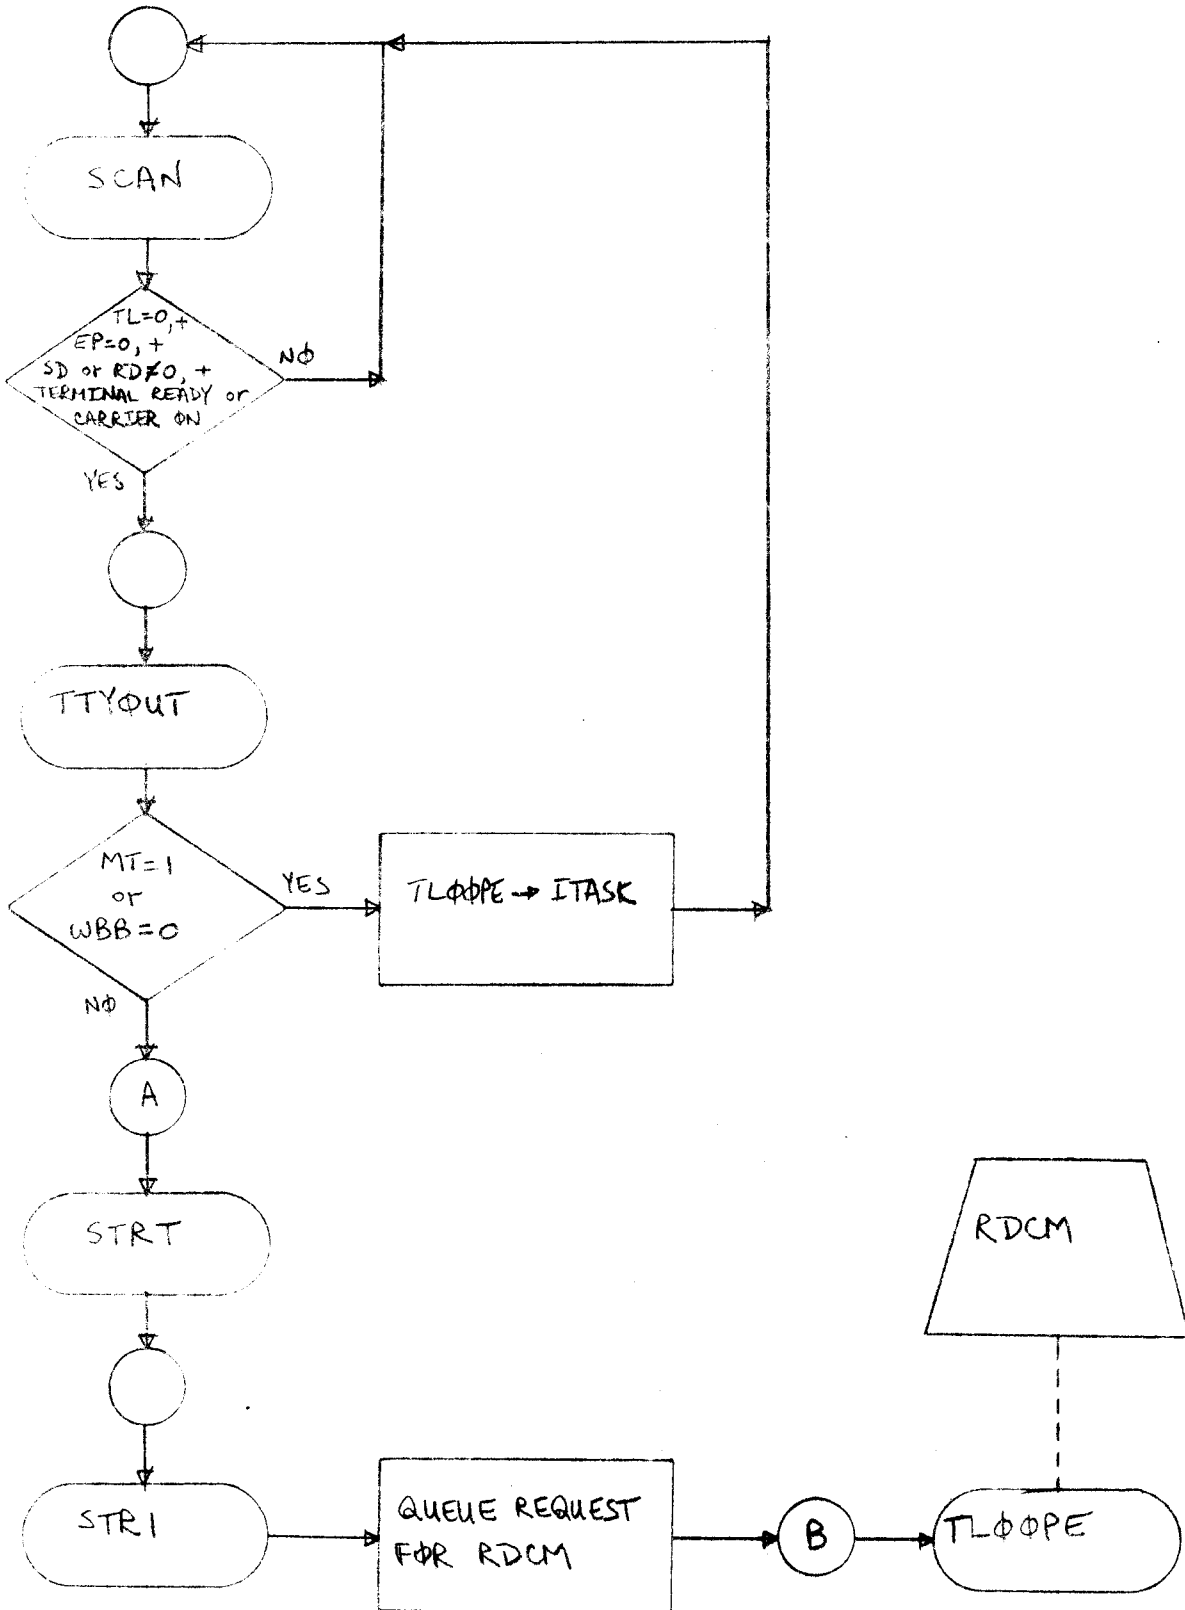 SCAN
TL=0,+
EP=0,+
SD or RD≠0,+
TERMINAL READY or
CARRIER ØN
NØ
YES
TTYØUT
MT=1
or
WBB=0
YES
TLØØPE→ITASK
NØ
A
STRT
RDCM
STR1
QUEUE REQUEST
FØR RDCM
B
TLØØPE